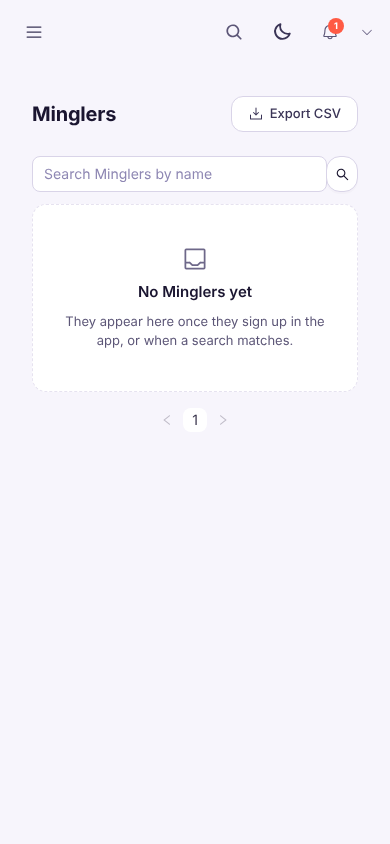 1
Minglers
Export CSV
Search Minglers by name
No Minglers yet
They appear here once they sign up in the
app, or when a search matches.
1